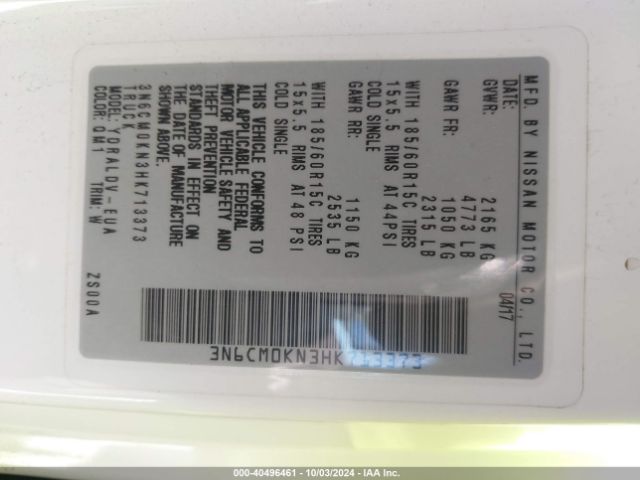 MFD. BY NISSAN MOTOR CO., LTD.
DATE: 04/17
GVWR: 2165 KG
4773 LB
GAWR FR: 1050 KG
2315 LB
WITH 185/60R15C TIRES
15x5.5 RIMS AT 44PSI
COLD SINGLE
GAWR RR: 1150 KG
2535 LB
WITH 185/60R15C TIRES
15x5.5 RIMS AT 48 PSI
COLD SINGLE
THIS VEHICLE CONFORMS TO
ALL APPLICABLE FEDERAL
MOTOR VEHICLE SAFETY AND
THEFT PREVENTION
STANDARDS IN EFFECT ON
THE DATE OF MANUFACTURE
SHOWN ABOVE.
3N6CM0KN3HK713373
TRUCK
MODEL: YDRALDV-EUA
COLOR: QM1 TRIM: W
2S00A
3N6CM0KN3HK713373
000-40496461 - 10/03/2024 - IAA Inc.